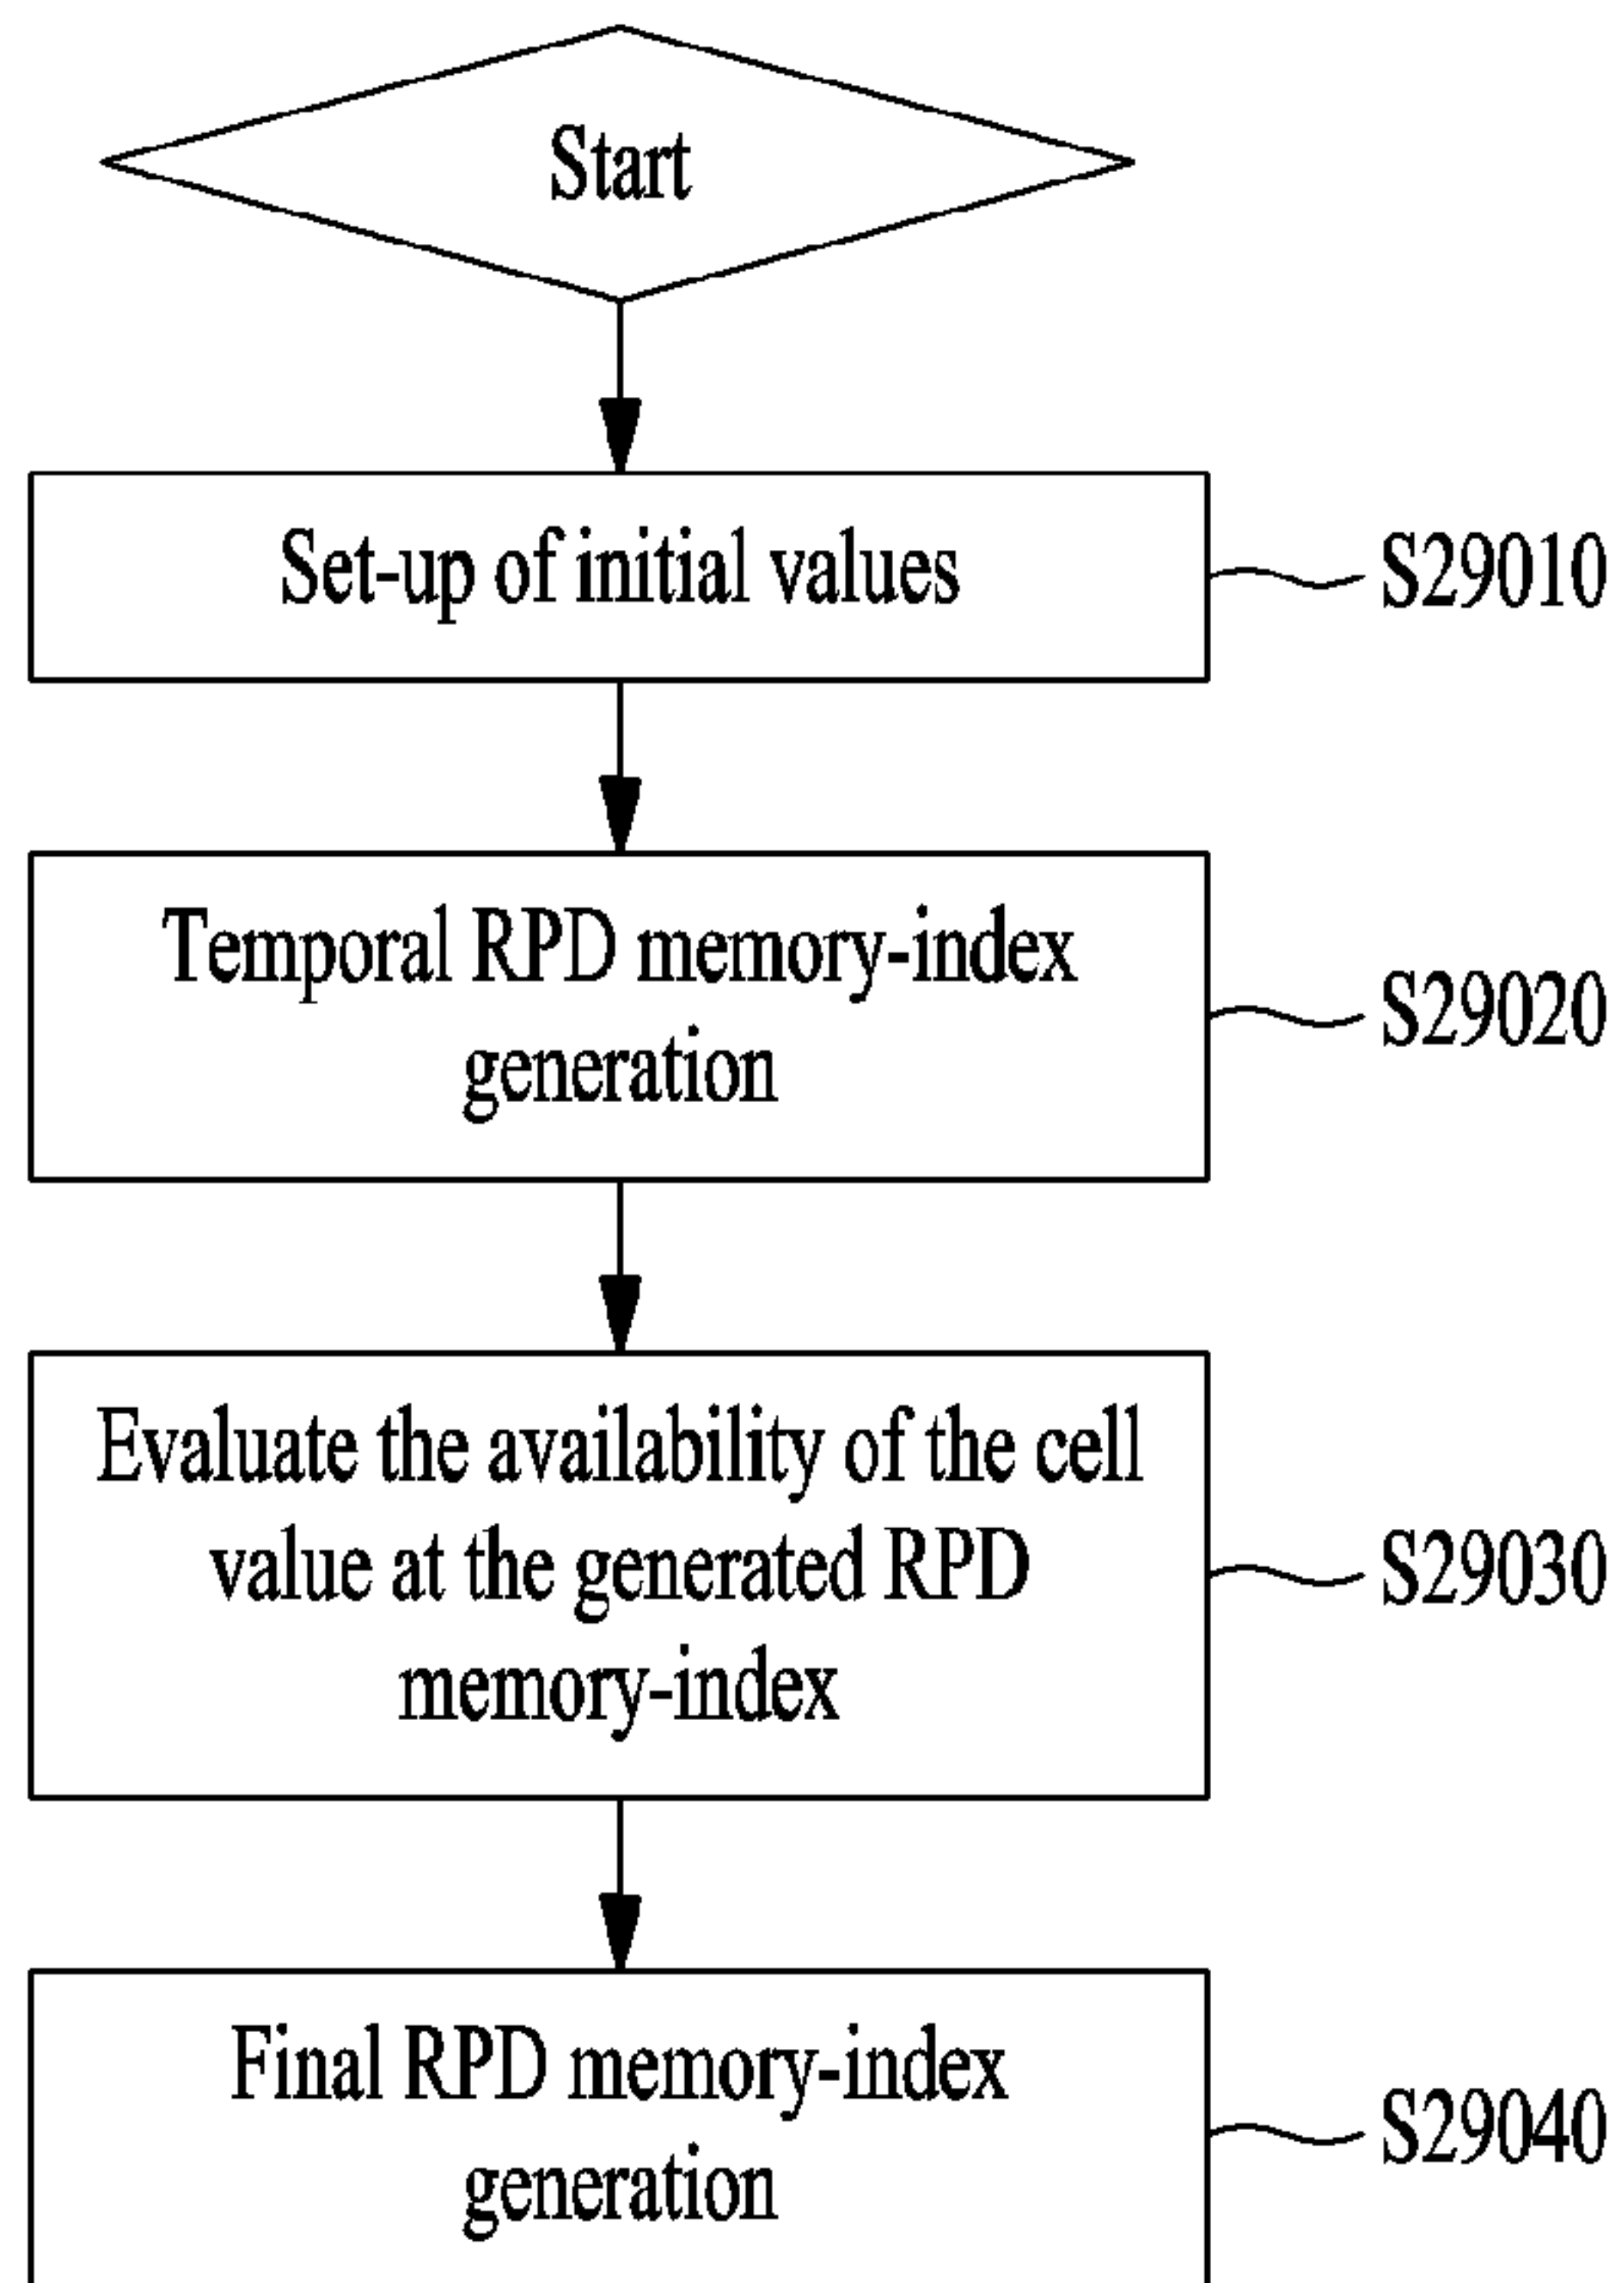 Start
Set-up of initial values
S29010
Temporal RPD memory-index
generation
S29020
Evaluate the availability of the cell
value at the generated RPD
memory-index
S29030
Final RPD memory-index
generation
S29040